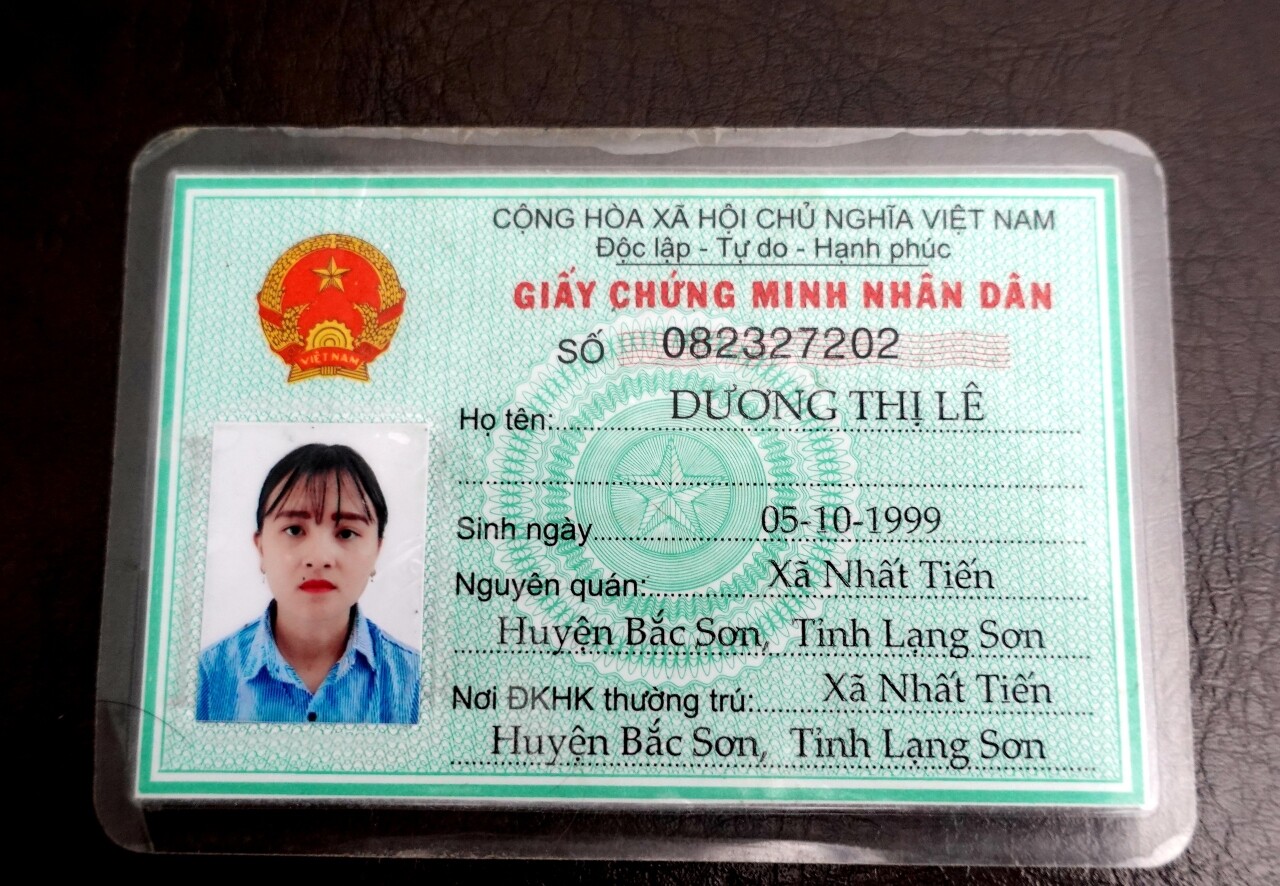 CỘNG HÒA XÃ HỘI CHỦ NGHĨA VIỆT NAM
Độc lập - Tự do - Hạnh phúc
GIẤY CHỨNG MINH NHÂN DÂN
SỐ 082327202
VIỆT NAM
Họ tên: DƯƠNG THỊ LÊ
Sinh ngày 05-10-1999
Nguyên quán: Xã Nhất Tiến
Huyện Bắc Sơn, Tỉnh Lạng Sơn
Nơi ĐKHK thường trú: Xã Nhất Tiến
Huyện Bắc Sơn, Tỉnh Lạng Sơn